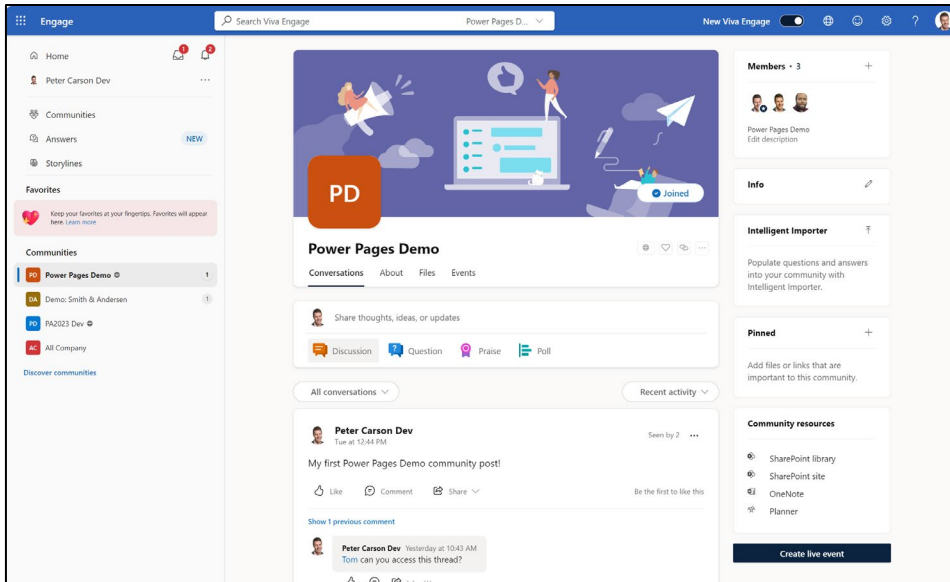 Engage
Search Viva Engage
Power Pages D...
New Viva Engage
?
Home
1
2
Peter Carson Dev
...
Communities
Answers
NEW
Storylines
Favorites
Keep your favorites at your fingertips. Favorites will appear
here. Learn more
Communities
PD Power Pages Demo 1
DA Demo: Smith & Andersen 1
PD PA2023 Dev
AC All Company
Discover communities
PD
Joined
Power Pages Demo
Conversations About Files Events
Share thoughts, ideas, or updates
Discussion Question Praise Poll
All conversations
Recent activity
Peter Carson Dev
Tue at 12:44 PM
Seen by 2
My first Power Pages Demo community post!
Like Comment Share
Be the first to like this
Show 1 previous comment
Peter Carson Dev Yesterday at 10:43 AM
Tom can you access this thread?
Members • 3
Power Pages Demo
Edit description
Info
Intelligent Importer
Populate questions and answers
into your community with
Intelligent Importer.
Pinned
Add files or links that are
important to this community.
Community resources
SharePoint library
SharePoint site
OneNote
Planner
Create live event